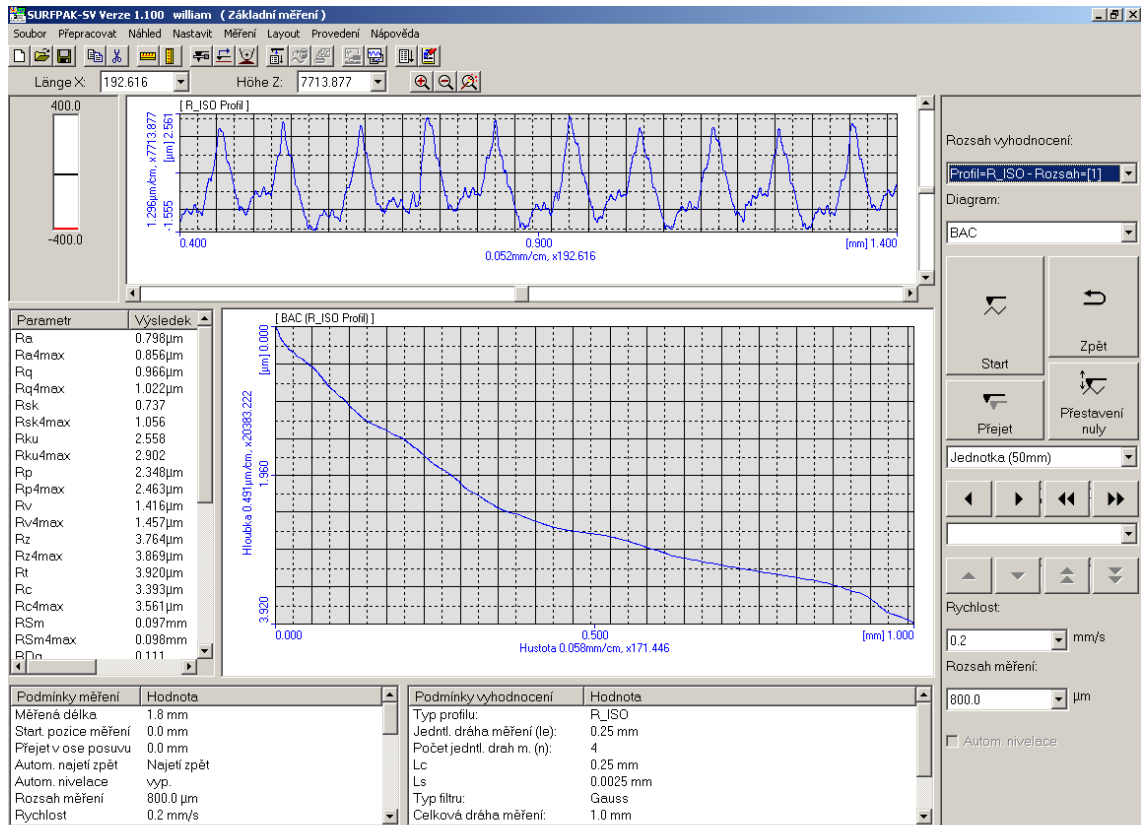 SURFPAK-SV Verze 1.100 william ( Základní měření )
Soubor Přepracovat Náhled Nastavit Měření Layout Provedení Nápověda
Länge X: 192.616 Höhe Z: 7713.877
400.0
-400.0
[ R_ISO Profil ]
1.296µm/cm, x7713.877
-1.555 [µm] 2.561
0.400 0.900 [mm] 1.400
0.052mm/cm, x192.616
Rozsah vyhodnocení:
Profil=R_ISO - Rozsah=[1]
Diagram:
BAC
Start
Zpět
Přejet
Přestavení nuly
Jednotka (50mm)
Rychlost:
0.2 mm/s
Rozsah měření:
800.0 µm
Autom. nivelace
Parametr Výsledek
Ra 0.798µm
Ra4max 0.856µm
Rq 0.966µm
Rq4max 1.022µm
Rsk 0.737
Rsk4max 1.056
Rku 2.558
Rku4max 2.902
Rp 2.348µm
Rp4max 2.463µm
Rv 1.416µm
Rv4max 1.457µm
Rz 3.764µm
Rz4max 3.869µm
Rt 3.920µm
Rc 3.393µm
Rc4max 3.561µm
RSm 0.097mm
RSm4max 0.098mm
RDq 0.111
[ BAC (R_ISO Profil) ]
Hloubka 0.491µm/cm, x20383.222
3.920 1.960 [µm] 0.000
0.000 0.500 [mm] 1.000
Hustota 0.058mm/cm, x171.446
Podmínky měření Hodnota
Měřená délka 1.8 mm
Start. pozice měření 0.0 mm
Přejet v ose posuvu 0.0 mm
Autom. najetí zpět Najetí zpět
Autom. nivelace vyp.
Rozsah měření 800.0 µm
Rychlost 0.2 mm/s
Podmínky vyhodnocení Hodnota
Typ profilu: R_ISO
Jedntl. dráha měření (le): 0.25 mm
Počet jedntl. drah m. (n): 4
Lc 0.25 mm
Ls 0.0025 mm
Typ filtru: Gauss
Celková dráha měření: 1.0 mm